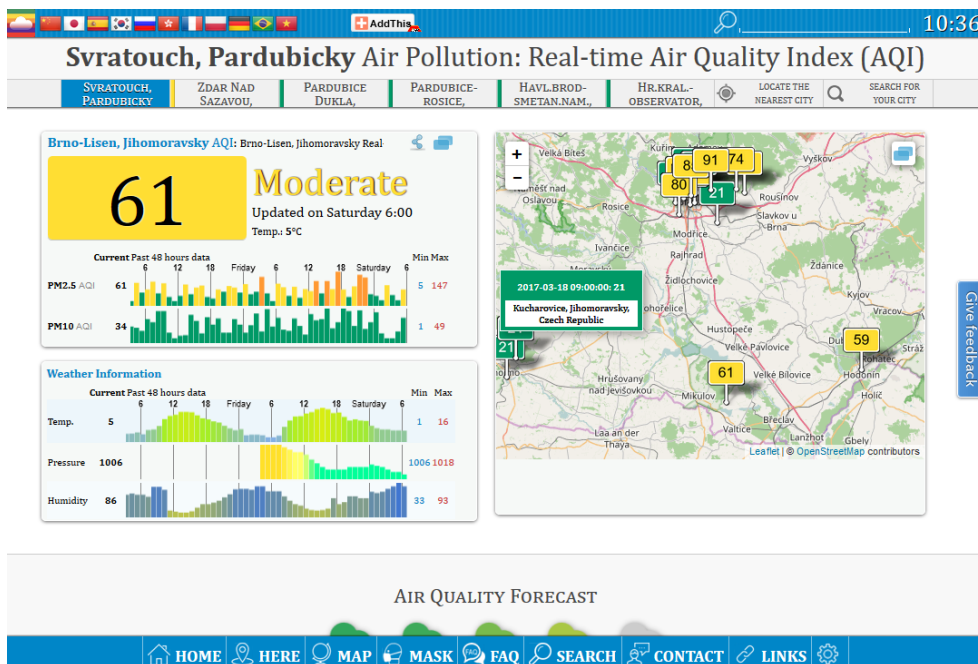 AddThis
10:36
Svratouch, Pardubicky Air Pollution: Real-time Air Quality Index (AQI)
SVRATOUCH, PARDUBICKY
ZDAR NAD SAZAVOU,
PARDUBICE DUKLA,
PARDUBICE-ROSICE,
HAVL.BROD-SMETAN.NAM.,
HR.KRAL.-OBSERVATOR,
LOCATE THE NEAREST CITY
SEARCH FOR YOUR CITY
Brno-Lisen, Jihomoravsky AQI: Brno-Lisen, Jihomoravsky Real
61
Moderate
Updated on Saturday 6:00
Temp.: 5°C
Current Past 48 hours data Min Max
6 12 18 Friday 6 12 18 Saturday 6
PM2.5 AQI 61 5 147
PM10 AQI 34 1 49
Weather Information
Current Past 48 hours data Min Max
6 12 18 Friday 6 12 18 Saturday 6
Temp. 5 1 16
Pressure 1006 1006 1018
Humidity 86 33 93
+
−
Velká Bíteš
Vyškov
91
74
80
21
Oslavou
Rosice
Rousínov
Slavkov u Brna
Modřice
Ivančice
Rajhrad
Ždánice
2017-03-18 09:00:00: 21
Kucharovice, Jihomoravsky, Czech Republic
Židlochovice
Kyjov
Vracov
Hustopeče
Velké Pavlovice
59
21
61
Hrušovany nad Jevišovkou
Velké Bílovice
Hodonín
Mikulov
Holíč
Břeclav
Valtice
Laa an der Thaya
Lanžhot
Gbely
Leaflet | © OpenStreetMap contributors
Give feedback
AIR QUALITY FORECAST
HOME
HERE
MAP
MASK
FAQ
SEARCH
CONTACT
LINKS